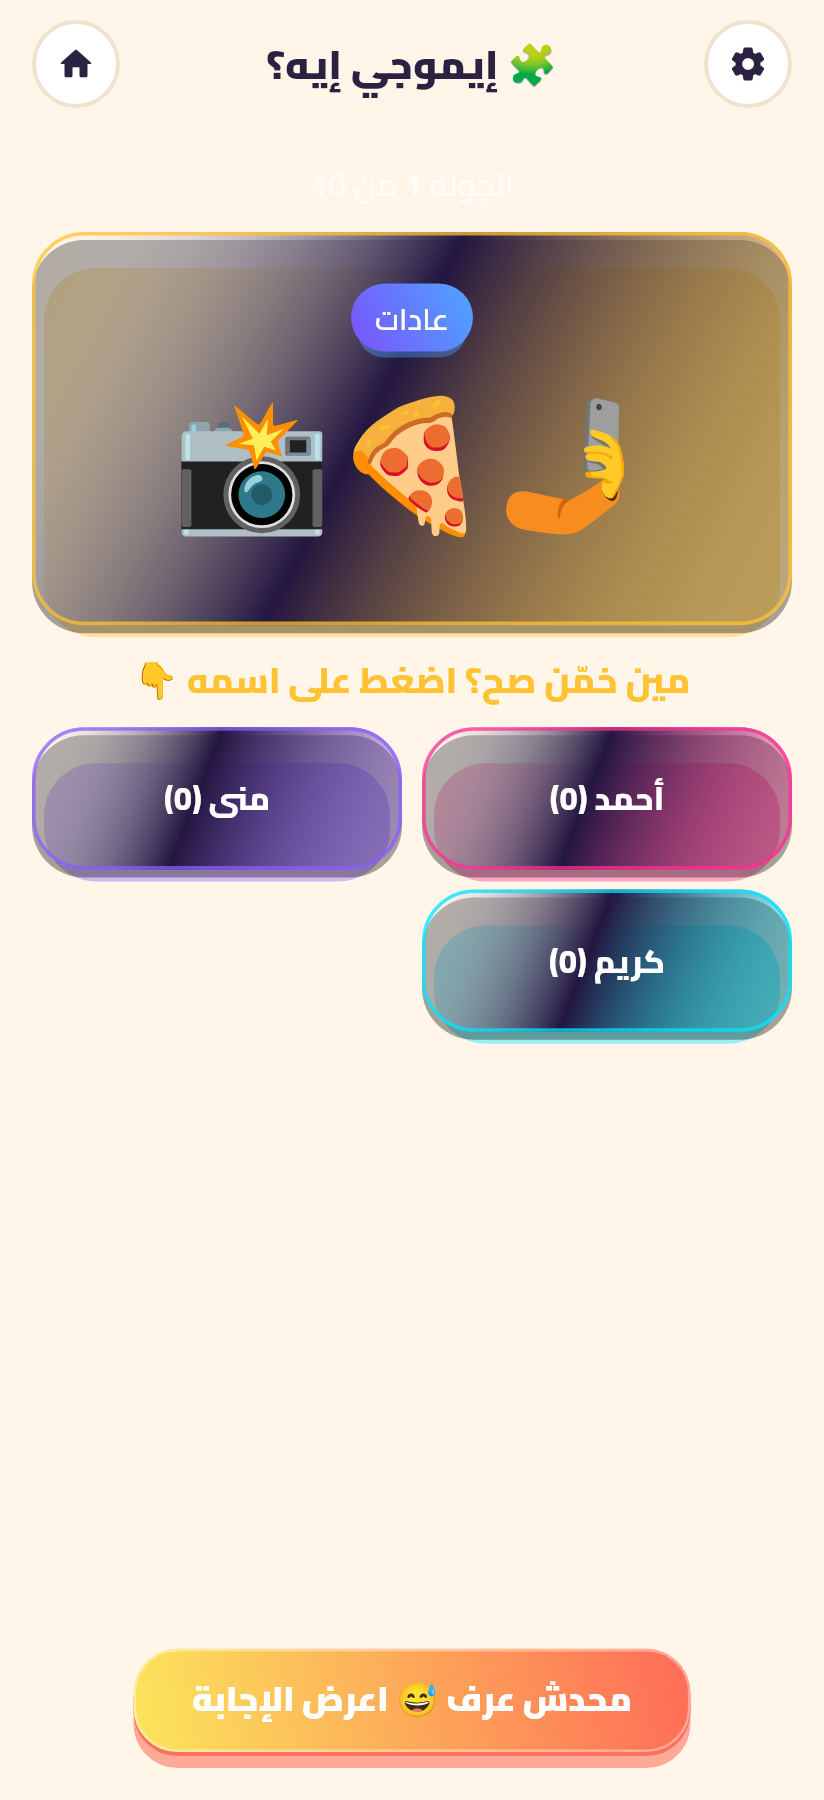 🧩 إيموجي إيه؟
الجولة 1 من 10
عادات
🤳 🍕 📸
مين خمّن صح؟ اضغط على اسمه 👇
أحمد (0)
منى (0)
كريم (0)
محدش عرف 😅 اعرض الإجابة